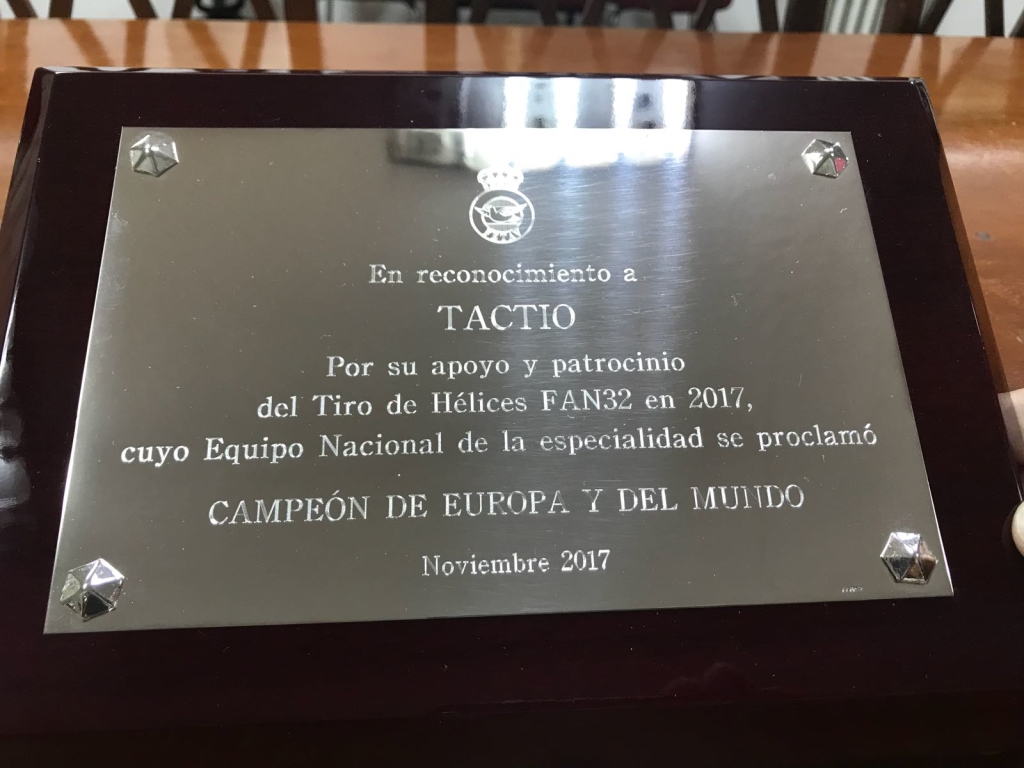 En reconocimiento a
TACTIO
Por su apoyo y patrocinio
del Tiro de Hélices FAN32 en 2017,
cuyo Equipo Nacional de la especialidad se proclamó
CAMPEÓN DE EUROPA Y DEL MUNDO
Noviembre 2017